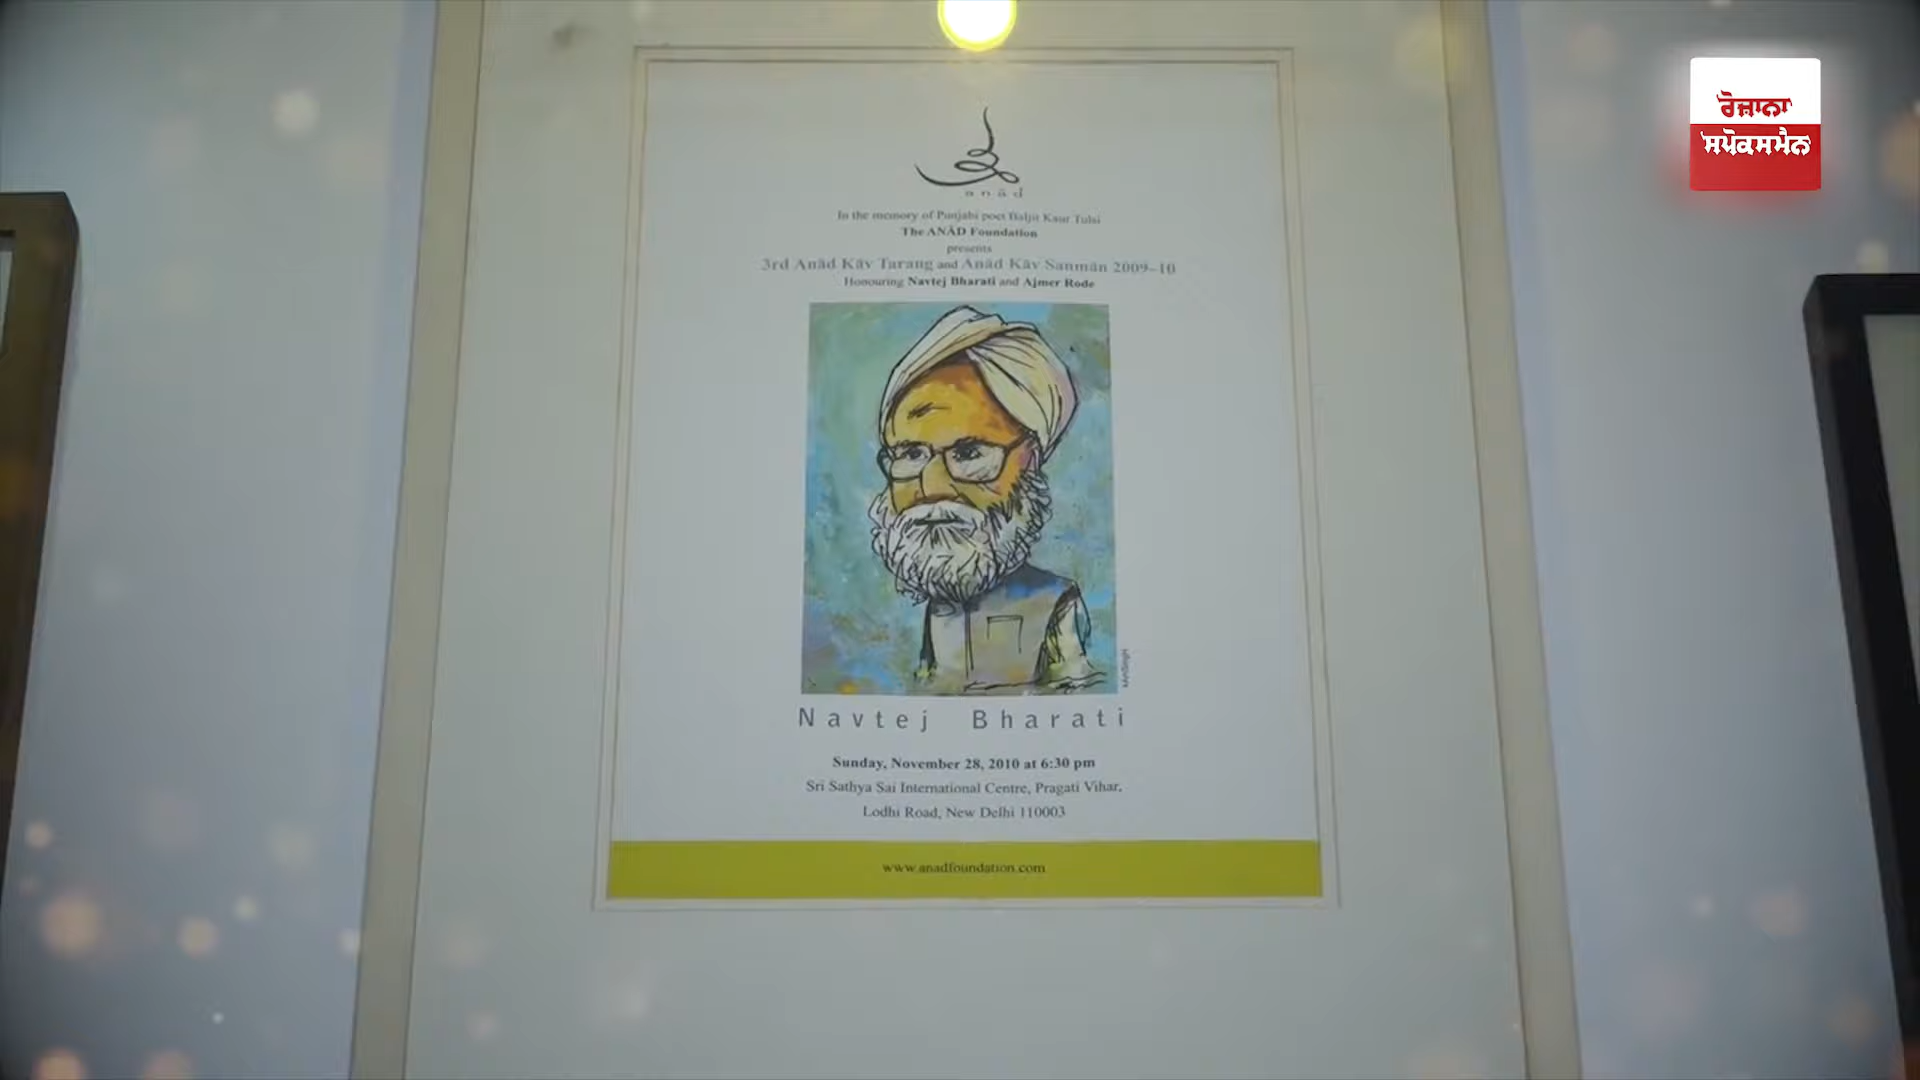 ਰੋਜ਼ਾਨਾ
ਸਪੋਕਸਮੈਨ
anād
In the memory of Punjabi poet Baljit Kaur Tulsi
The ANĀD Foundation
presents
3rd Anād Kāv Tarang and Anād Kāv Sanmān 2009–10
Honouring Navtej Bharati and Ajmer Rode
Navtej Bharati
Sunday, November 28, 2010 at 6:30 pm
Sri Sathya Sai International Centre, Pragati Vihar,
Lodhi Road, New Delhi 110003
www.anadfoundation.com